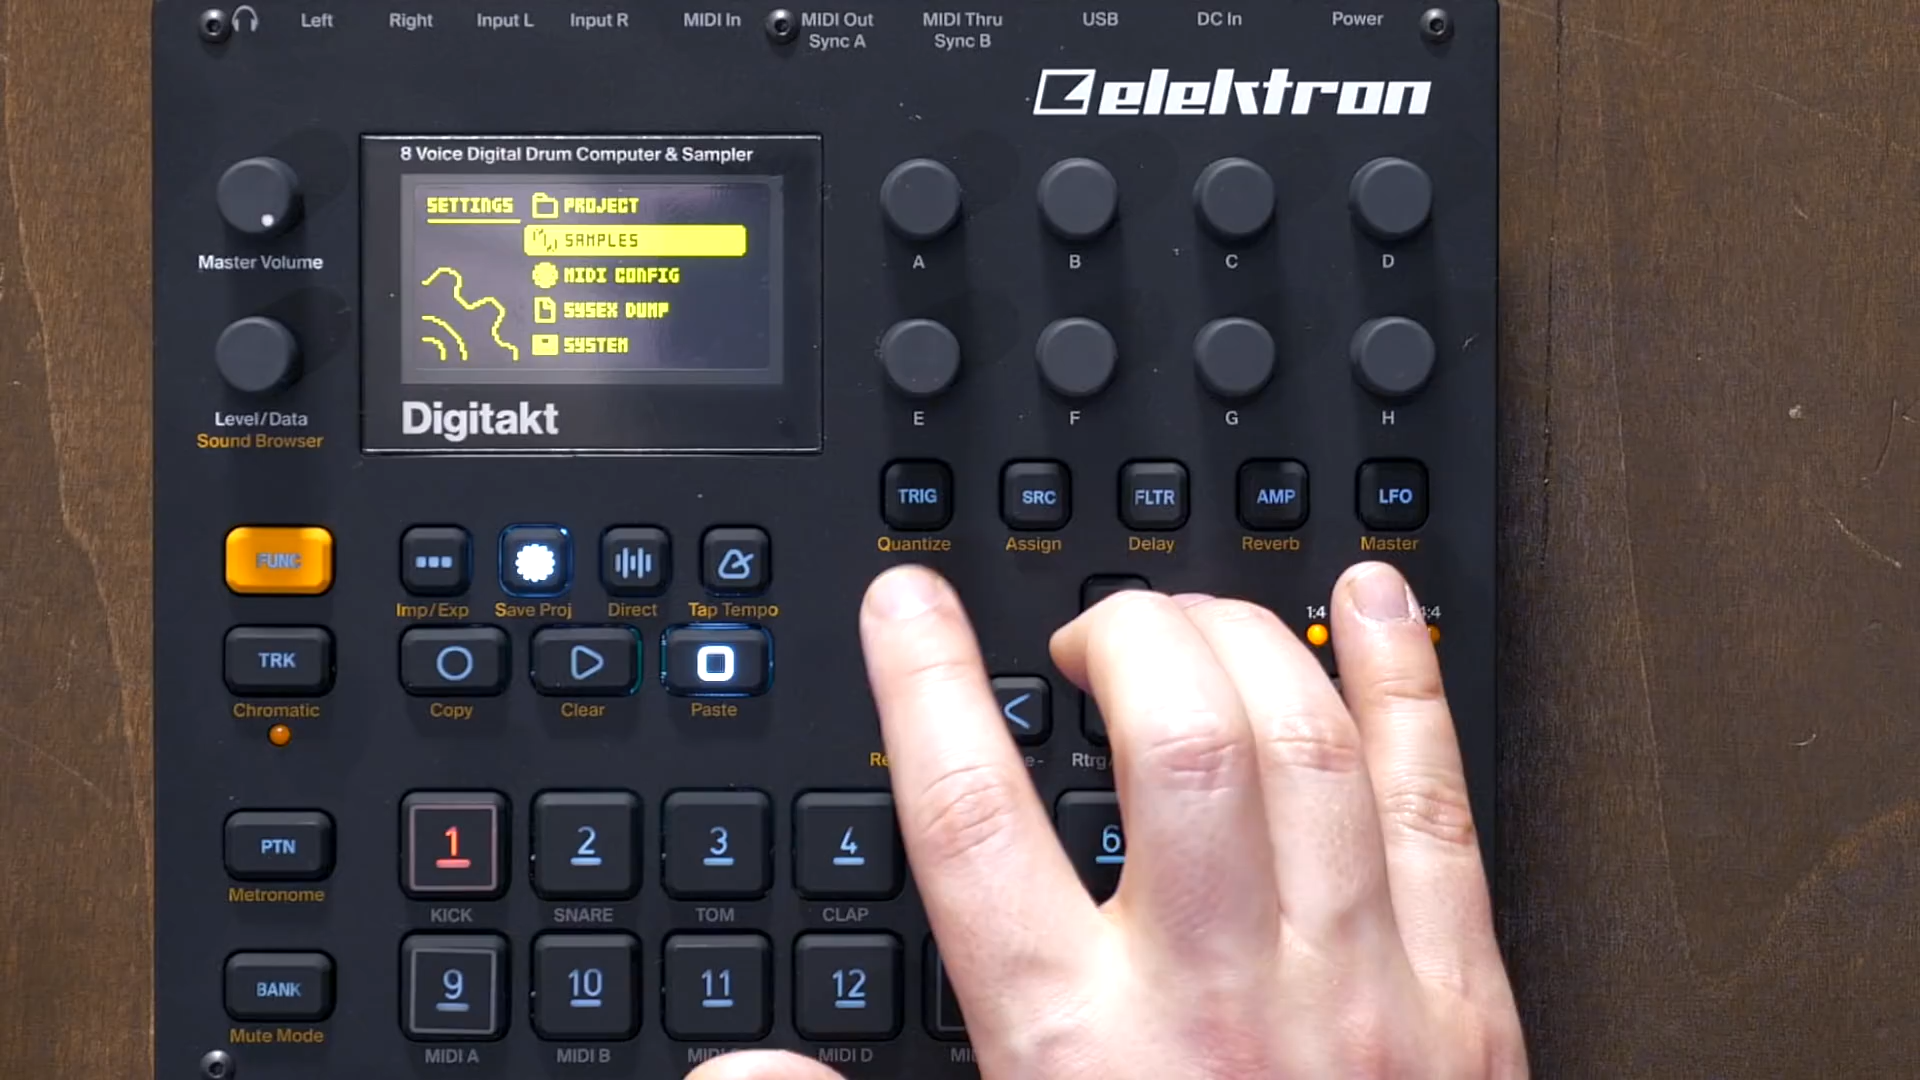 Left Right Input L Input R MIDI In MIDI Out MIDI Thru USB DC In Power
Sync A Sync B
elektron
8 Voice Digital Drum Computer & Sampler
SETTINGS
PROJECT
SAMPLES
MIDI CONFIG
SYSEX DUMP
SYSTEM
Digitakt
Master Volume
Level/Data
Sound Browser
A B C D
E F G H
TRIG SRC FLTR AMP LFO
Quantize Assign Delay Reverb Master
FUNC
Imp/Exp Save Proj Direct Tap Tempo
1:4
TRK
Chromatic
Copy Clear Paste
PTN
Metronome
1 2 3 4 6
KICK SNARE TOM CLAP
BANK
Mute Mode
9 10 11 12
MIDI A MIDI B MIDI D